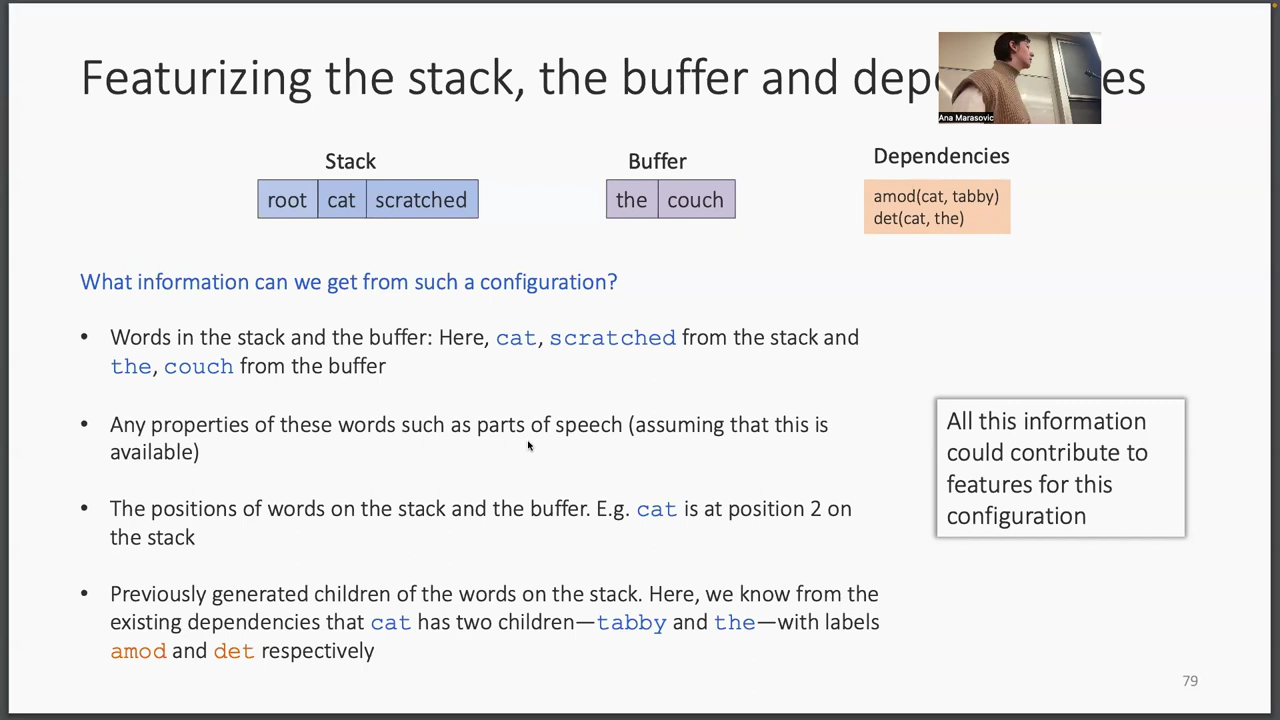 Featurizing the stack, the buffer and dep es
Ana Marasovic
Stack
Buffer
Dependencies
root cat scratched
the couch
amod(cat, tabby)
det(cat, the)
What information can we get from such a configuration?
• Words in the stack and the buffer: Here, cat, scratched from the stack and
the, couch from the buffer
• Any properties of these words such as parts of speech (assuming that this is
available)
• The positions of words on the stack and the buffer. E.g. cat is at position 2 on
the stack
• Previously generated children of the words on the stack. Here, we know from the
existing dependencies that cat has two children—tabby and the—with labels
amod and det respectively
All this information
could contribute to
features for this
configuration
79